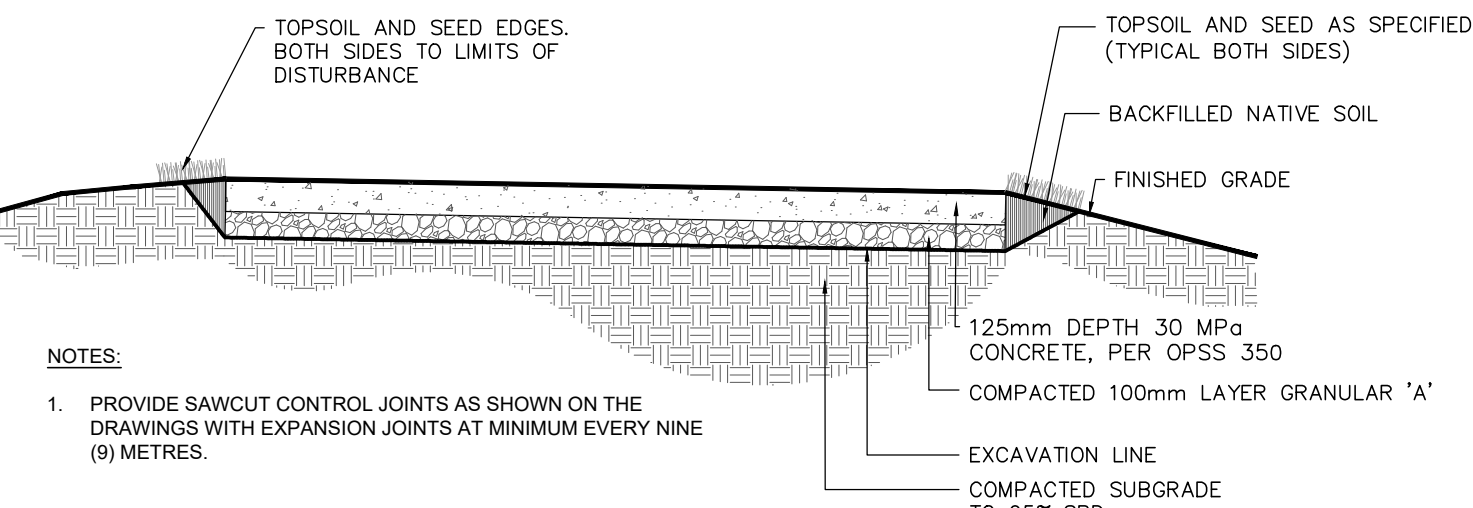 TOPSOIL AND SEED EDGES.
BOTH SIDES TO LIMITS OF
DISTURBANCE
TOPSOIL AND SEED AS SPECIFIED
(TYPICAL BOTH SIDES)
BACKFILLED NATIVE SOIL
FINISHED GRADE
125mm DEPTH 30 MPa
CONCRETE, PER OPSS 350
COMPACTED 100mm LAYER GRANULAR 'A'
EXCAVATION LINE
COMPACTED SUBGRADE
NOTES:
1. PROVIDE SAWCUT CONTROL JOINTS AS SHOWN ON THE
DRAWINGS WITH EXPANSION JOINTS AT MINIMUM EVERY NINE
(9) METRES.